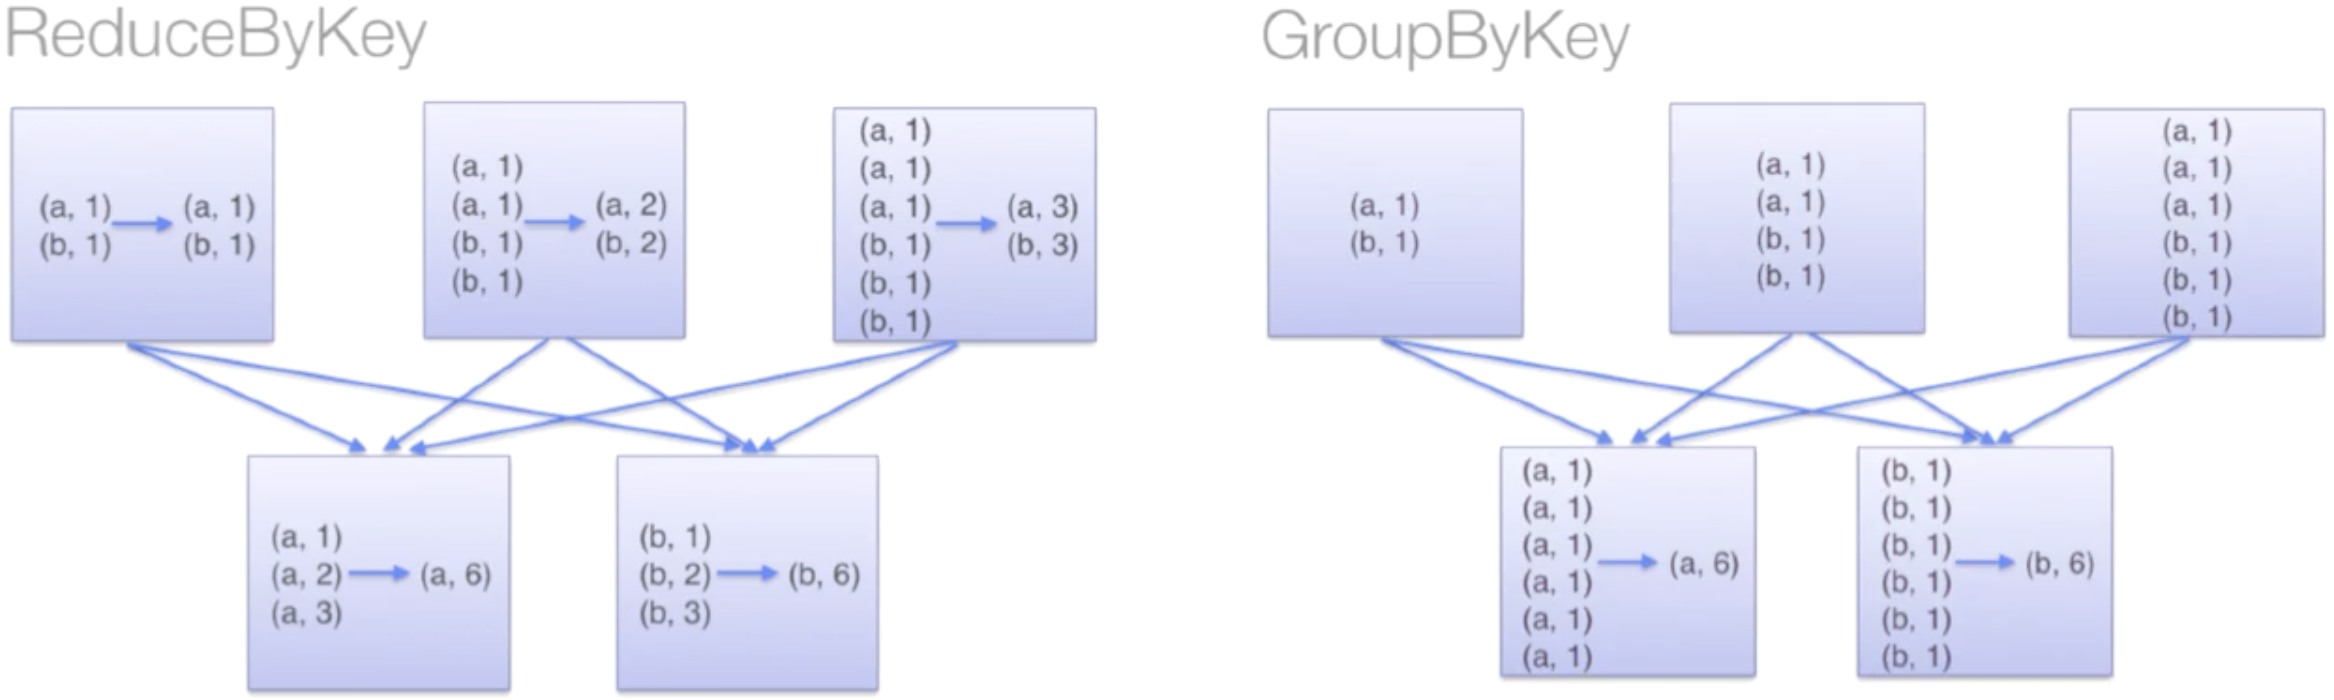 ReduceByKey
(a, 1)
(b, 1)
(a, 1)
(b, 1)
(a, 1)
(a, 1)
(b, 1)
(b, 1)
(a, 2)
(b, 2)
(a, 1)
(a, 1)
(a, 1)
(b, 1)
(b, 1)
(b, 1)
(a, 3)
(b, 3)
(a, 1)
(a, 2)
(a, 3)
(a, 6)
(b, 1)
(b, 2)
(b, 3)
(b, 6)
GroupByKey
(a, 1)
(b, 1)
(a, 1)
(a, 1)
(b, 1)
(b, 1)
(a, 1)
(a, 1)
(a, 1)
(b, 1)
(b, 1)
(b, 1)
(a, 1)
(a, 1)
(a, 1)
(a, 1)
(a, 1)
(a, 1)
(a, 6)
(b, 1)
(b, 1)
(b, 1)
(b, 1)
(b, 1)
(b, 1)
(b, 6)